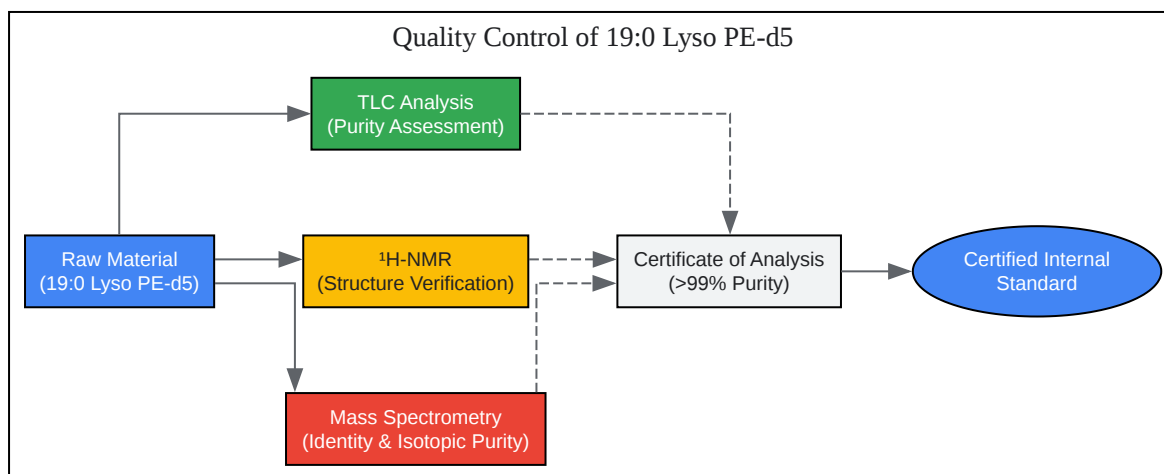 Quality Control of 19:0 Lyso PE-d5
TLC Analysis
(Purity Assessment)
Raw Material
(19:0 Lyso PE-d5)
¹H-NMR
(Structure Verification)
Certificate of Analysis
(>99% Purity)
Certified Internal
Standard
Mass Spectrometry
(Identity & Isotopic Purity)